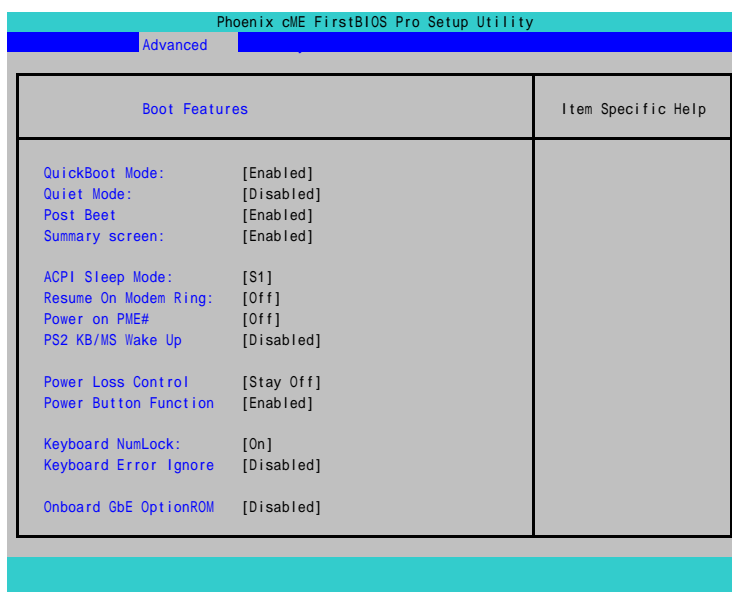 Phoenix cME FirstBIOS Pro Setup Utility
Advanced
Boot Features
Item Specific Help
QuickBoot Mode: [Enabled]
Quiet Mode: [Disabled]
Post Beet [Enabled]
Summary screen: [Enabled]
ACPI Sleep Mode: [S1]
Resume On Modem Ring: [Off]
Power on PME# [Off]
PS2 KB/MS Wake Up [Disabled]
Power Loss Control [Stay Off]
Power Button Function [Enabled]
Keyboard NumLock: [On]
Keyboard Error Ignore [Disabled]
Onboard GbE OptionROM [Disabled]